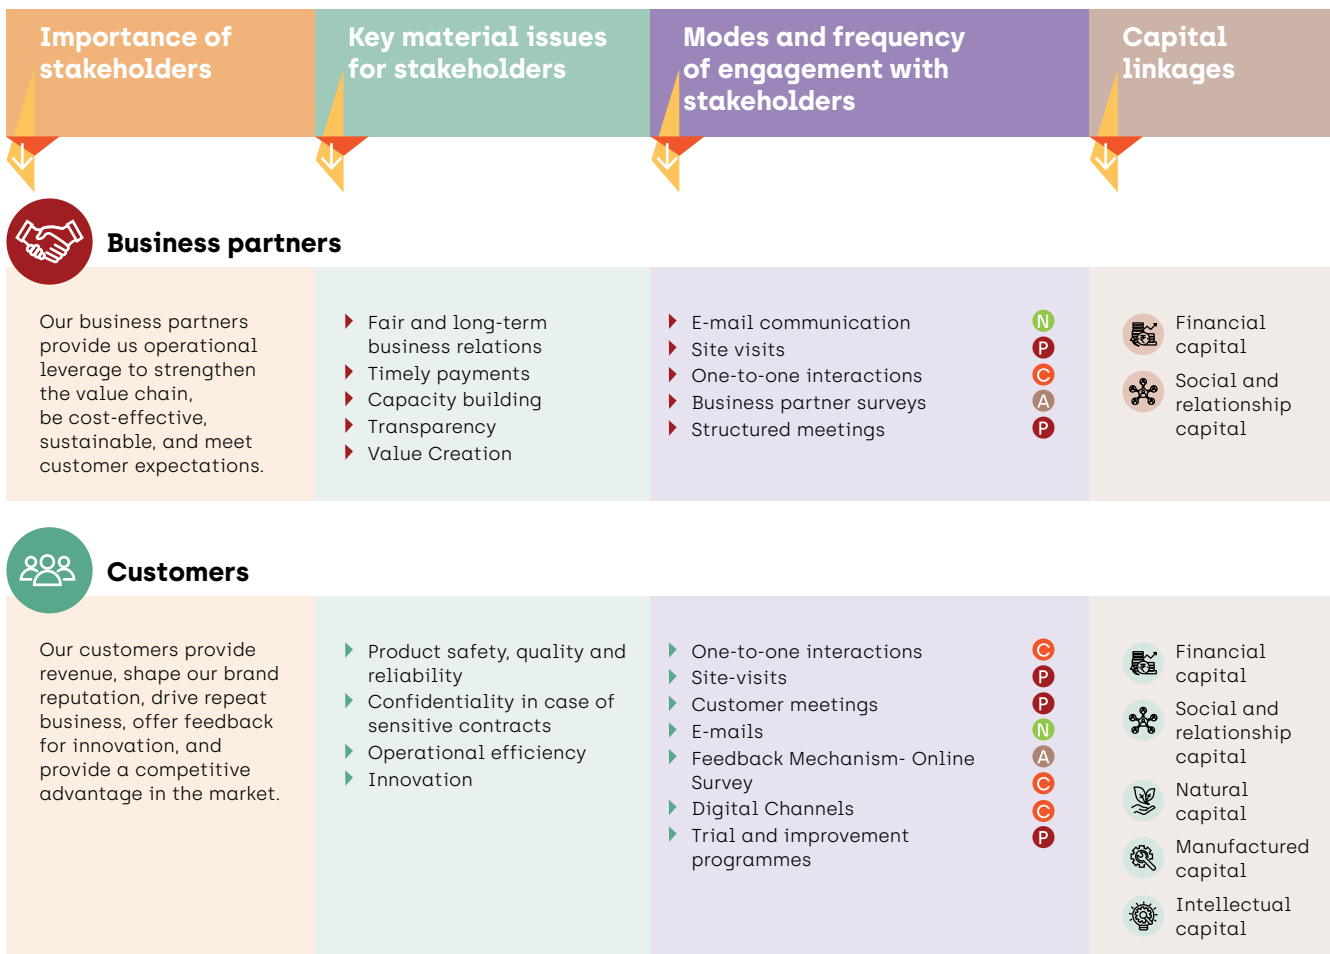 Importance of
stakeholders
Key material issues
for stakeholders
Modes and frequency
of engagement with
stakeholders
Capital
linkages
Business partners
Our business partners
provide us operational
leverage to strengthen
the value chain,
be cost-effective,
sustainable, and meet
customer expectations.
Fair and long-term
business relations
Timely payments
Capacity building
Transparency
Value Creation
E-mail communication N
Site visits P
One-to-one interactions C
Business partner surveys A
Structured meetings P
Financial
capital
Social and
relationship
capital
Customers
Our customers provide
revenue, shape our brand
reputation, drive repeat
business, offer feedback
for innovation, and
provide a competitive
advantage in the market.
Product safety, quality and
reliability
Confidentiality in case of
sensitive contracts
Operational efficiency
Innovation
One-to-one interactions C
Site-visits P
Customer meetings P
E-mails N
Feedback Mechanism- Online A
Survey C
Digital Channels C
Trial and improvement P
programmes
Financial
capital
Social and
relationship
capital
Natural
capital
Manufactured
capital
Intellectual
capital